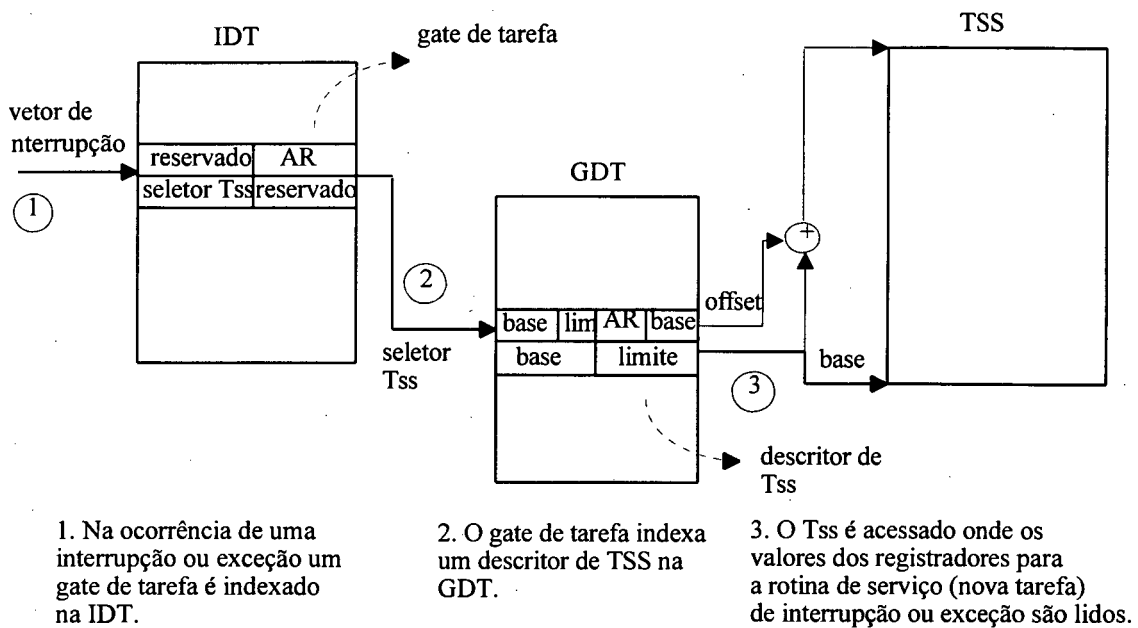 IDT
gate de tarefa
TSS
vetor de
nterrupção
1
reservado AR
seletor Tss reservado
GDT
2
seletor
Tss
base lim AR base
base limite
offset
+
base
3
descritor de
Tss
1. Na ocorrência de uma
interrupção ou exceção um
gate de tarefa é indexado
na IDT.
2. O gate de tarefa indexa
um descritor de TSS na
GDT.
3. O Tss é acessado onde os
valores dos registradores para
a rotina de serviço (nova tarefa)
de interrupção ou exceção são lidos.